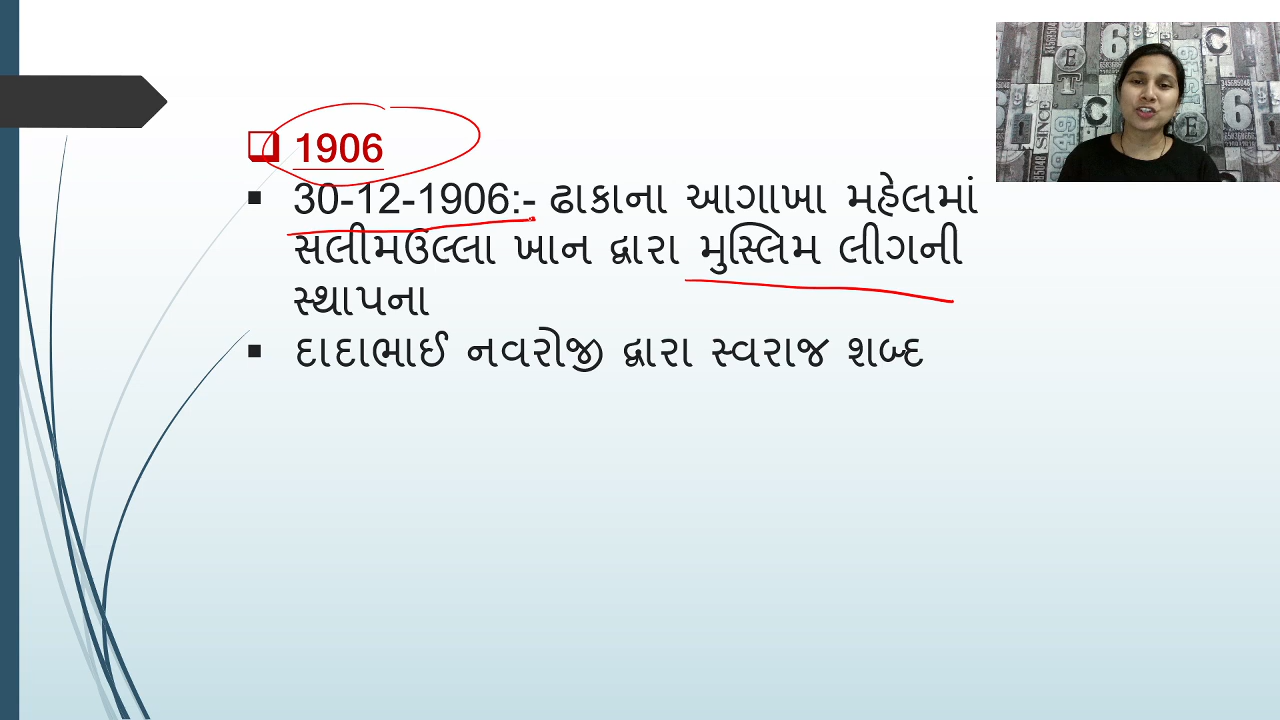 1906
30-12-1906:- ઢાકાના આગાખા મહેલમાં
સલીમઉલ્લા ખાન દ્વારા મુસ્લિમ લીગની
સ્થાપના
દાદાભાઈ નવરોજી દ્વારા સ્વરાજ શબ્દ